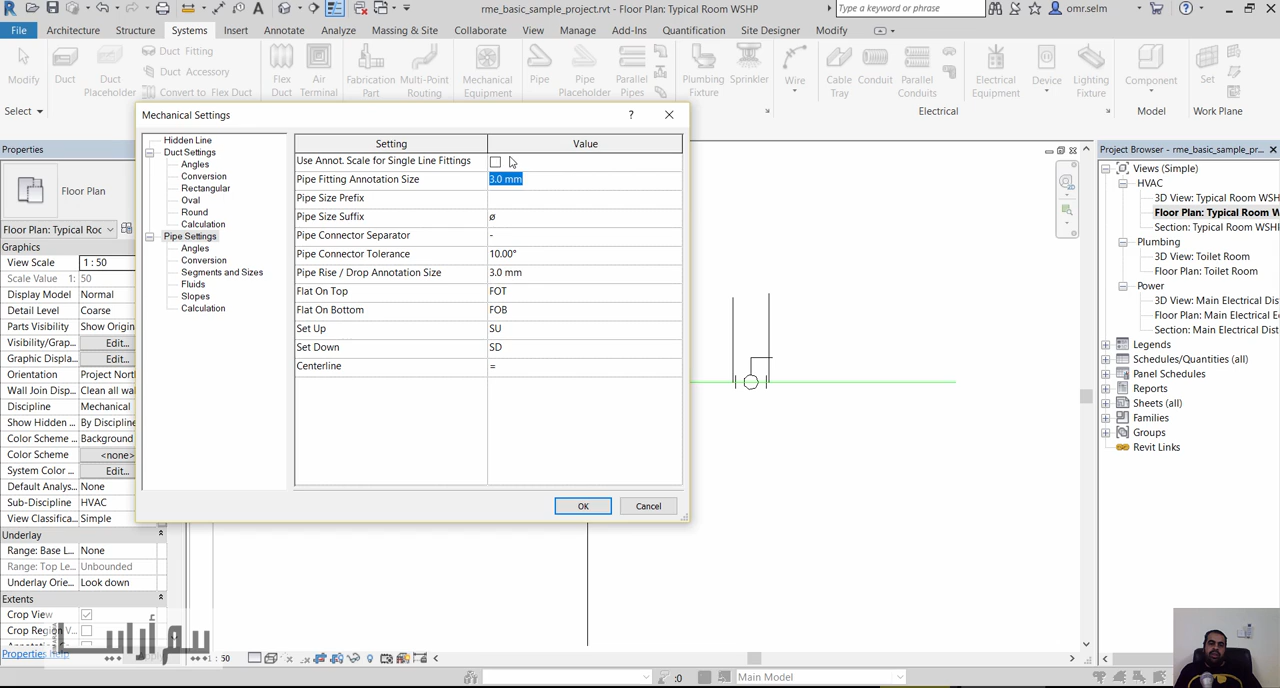 rme_basic_sample_project.rvt - Floor Plan: Typical Room WSHP
Type a keyword or phrase
omr.selm
File Architecture Structure Systems Insert Annotate Analyze Massing & Site Collaborate View Manage Add-Ins Quantification Site Designer Modify
Modify
Select
Duct
Duct Placeholder
Duct Fitting
Duct Accessory
Convert to Flex Duct
Flex Duct
Air Terminal
Fabrication Part
Multi-Point Routing
Mechanical Equipment
Pipe
Pipe Placeholder
Parallel Pipes
Plumbing Fixture
Sprinkler
Wire
Cable Tray
Conduit
Parallel Conduits
Electrical Equipment
Device
Lighting Fixture
Electrical
Component
Model
Set
Work Plane
Properties
Floor Plan
Floor Plan: Typical Roc
Graphics
View Scale 1 : 50
Scale Value 1: 50
Display Model Normal
Detail Level Coarse
Parts Visibility Show Origin
Visibility/Grap... Edit...
Graphic Displa... Edit...
Orientation Project North
Wall Join Displ... Clean all wal
Discipline Mechanical
Show Hidden ... By Discipline
Color Scheme ... Background
Color Scheme <none>
System Color ... Edit...
Default Analys... None
Sub-Discipline HVAC
View Classifica... Simple
Underlay
Range: Base L... None
Range: Top Le... Unbounded
Underlay Orie... Look down
Extents
Crop View
Crop Region V...
Properties help
سم أراسا
1 : 50
:0
Main Model
Mechanical Settings
?
Hidden Line
Duct Settings
Angles
Conversion
Rectangular
Oval
Round
Calculation
Pipe Settings
Angles
Conversion
Segments and Sizes
Fluids
Slopes
Calculation
Setting Value
Use Annot. Scale for Single Line Fittings
Pipe Fitting Annotation Size 3.0 mm
Pipe Size Prefix
Pipe Size Suffix ø
Pipe Connector Separator -
Pipe Connector Tolerance 10.00°
Pipe Rise / Drop Annotation Size 3.0 mm
Flat On Top FOT
Flat On Bottom FOB
Set Up SU
Set Down SD
Centerline =
OK Cancel
Project Browser - rme_basic_sample_pr...
Views (Simple)
HVAC
3D View: Typical Room WSH
Floor Plan: Typical Room W
Section: Typical Room WSHP
Plumbing
3D View: Toilet Room
Floor Plan: Toilet Room
Power
3D View: Main Electrical Dis
Floor Plan: Main Electrical E
Section: Main Electrical Dist
Legends
Schedules/Quantities (all)
Panel Schedules
Reports
Sheets (all)
Families
Groups
Revit Links